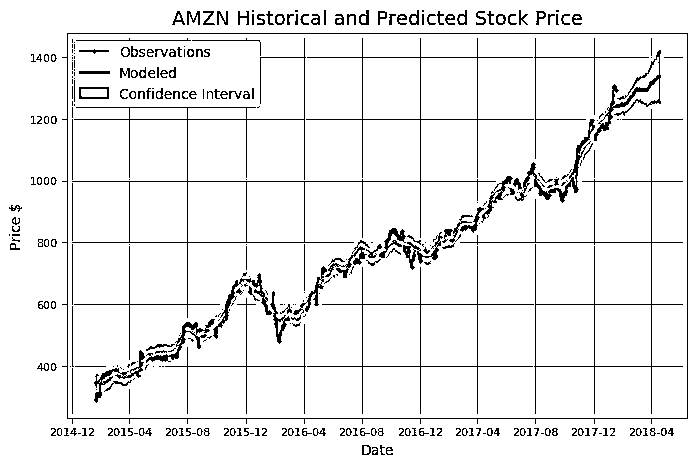 AMZN Historical and Predicted Stock Price
Observations
Modeled
Confidence Interval
1400
1200
1000
800
600
400
Price $
2014-12 2015-04 2015-08 2015-12 2016-04 2016-08 2016-12 2017-04 2017-08 2017-12 2018-04
Date